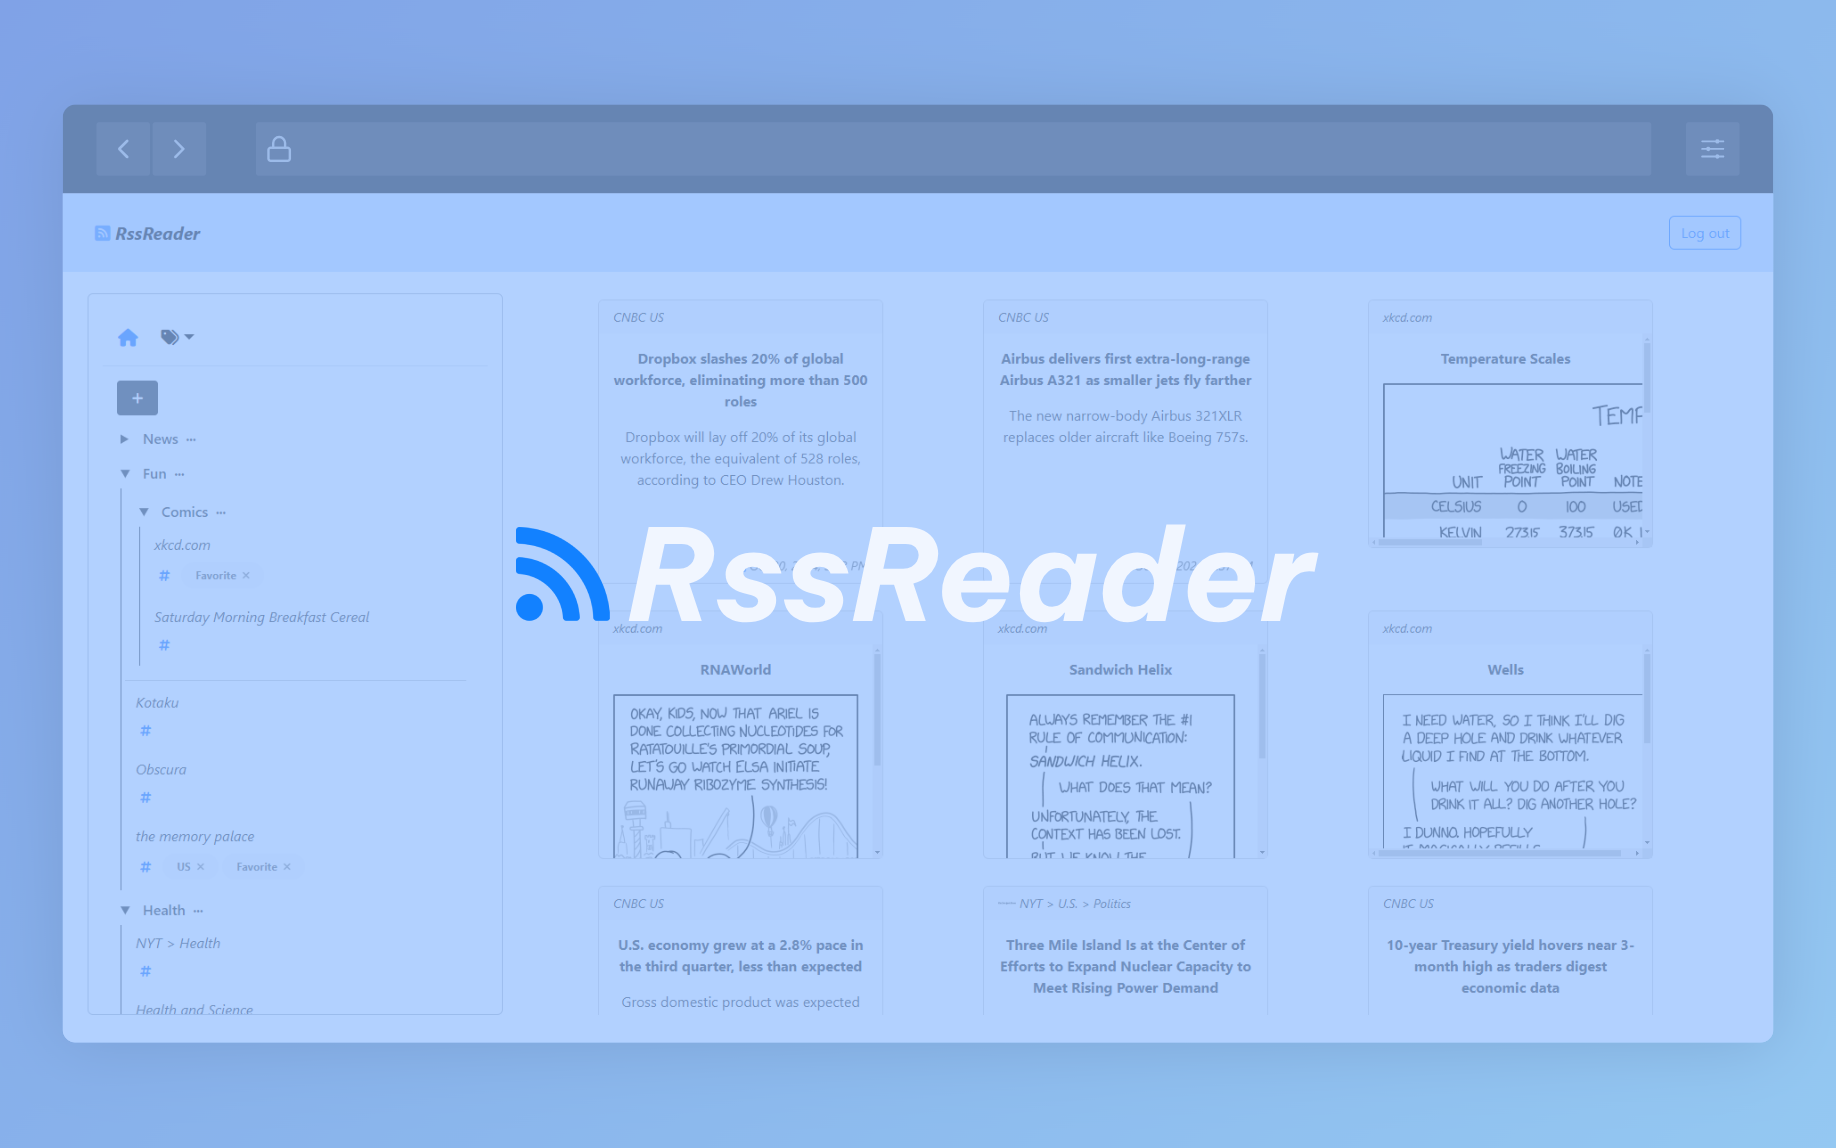 RssReader
Log out
News
Fun
Comics
xkcd.com
# Favorite ×
Saturday Morning Breakfast Cereal
#
Kotaku
#
Obscura
#
the memory palace
# US × Favorite ×
Health
NYT > Health
#
Health and Science
CNBC US
Dropbox slashes 20% of global
workforce, eliminating more than 500
roles
Dropbox will lay off 20% of its global
workforce, the equivalent of 528 roles,
according to CEO Drew Houston.
CNBC US
Airbus delivers first extra-long-range
Airbus A321 as smaller jets fly farther
The new narrow-body Airbus 321XLR
replaces older aircraft like Boeing 757s.
xkcd.com
Temperature Scales
UNIT WATER FREEZING POINT WATER BOILING POINT
CELSIUS 0 100 USED
KELVIN 273.15 373.15 0K
RssReader
xkcd.com
RNAWorld
OKAY, KIDS, NOW THAT ARIEL IS
DONE COLLECTING NUCLEOTIDES FOR
RATATOUILLE'S PRIMORDIAL SOUP,
LET'S GO WATCH ELSA INITIATE
RUNAWAY RIBOZYME SYNTHESIS!
xkcd.com
Sandwich Helix
ALWAYS REMEMBER THE #1
RULE OF COMMUNICATION:
SANDWICH HELIX.
WHAT DOES THAT MEAN?
UNFORTUNATELY, THE
CONTEXT HAS BEEN LOST.
BUT WE KNOW THE
xkcd.com
Wells
I NEED WATER, SO I THINK I'LL DIG
A DEEP HOLE AND DRINK WHATEVER
LIQUID I FIND AT THE BOTTOM.
WHAT WILL YOU DO AFTER YOU
DRINK IT ALL? DIG ANOTHER HOLE?
I DUNNO. HOPEFULLY
IT MAGICALLY REFILLS
CNBC US
U.S. economy grew at a 2.8% pace in
the third quarter, less than expected
Gross domestic product was expected
NYT > U.S. > Politics
Three Mile Island Is at the Center of
Efforts to Expand Nuclear Capacity to
Meet Rising Power Demand
CNBC US
10-year Treasury yield hovers near 3-
month high as traders digest
economic data